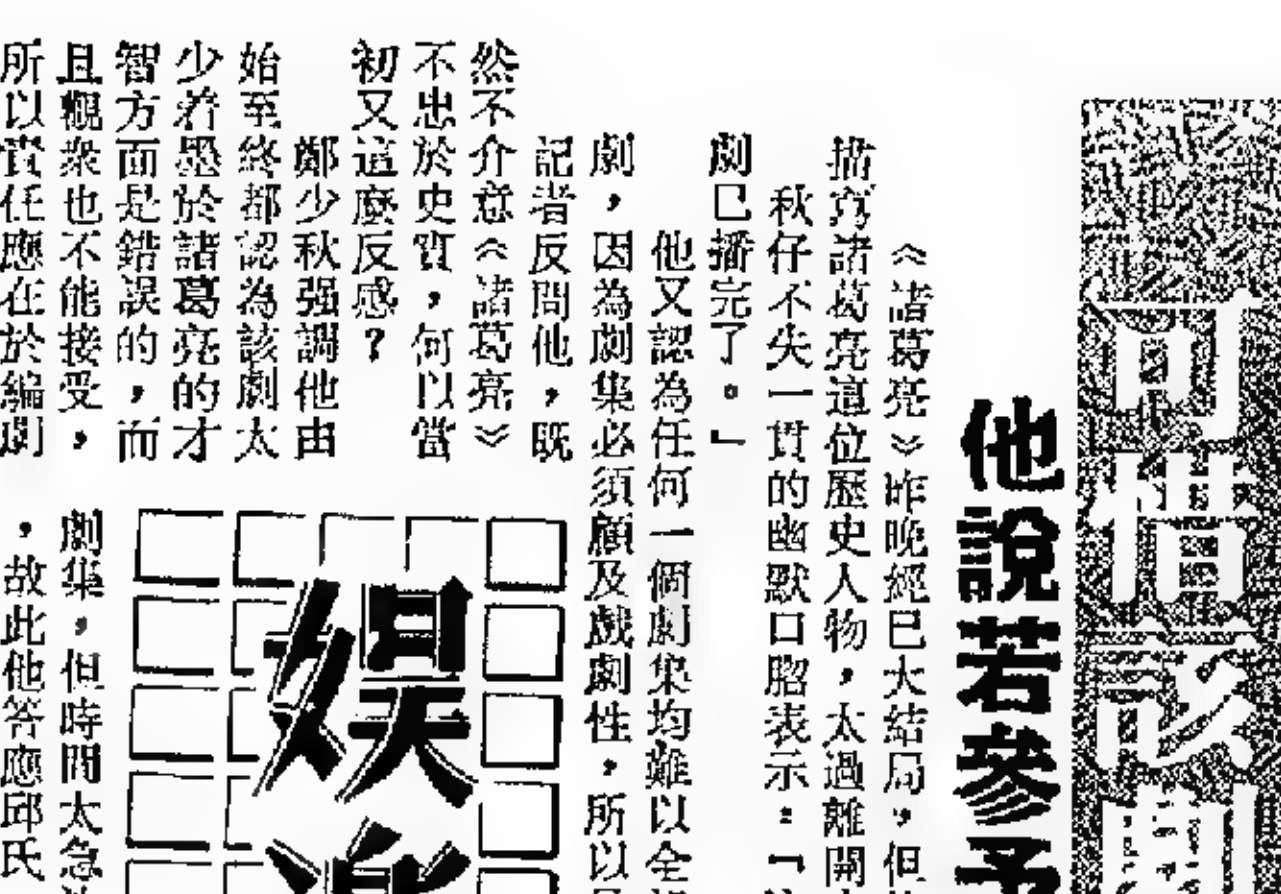 可惜該劇
他說若參予
《諸葛亮》昨晚經已大結局，但
描寫諸葛亮這位歷史人物，太過離開
秋仔不失一貫的幽默口脗表示：「
劇已播完了。」
他又認為任何一個劇集均難以全
劇，因為劇集必須顧及戲劇性，所以
記者反問他，既
然不介意《諸葛亮》
不忠於史實，何以當
初又這麼反感？
鄭少秋强調他由
始至終都認為該劇太
少着墨於諸葛亮的才
智方面是錯誤的，而
且觀衆也不能接受，
所以責任應在於編劇
娛樂
劇集，但時間太急
，故此他答應邱氏